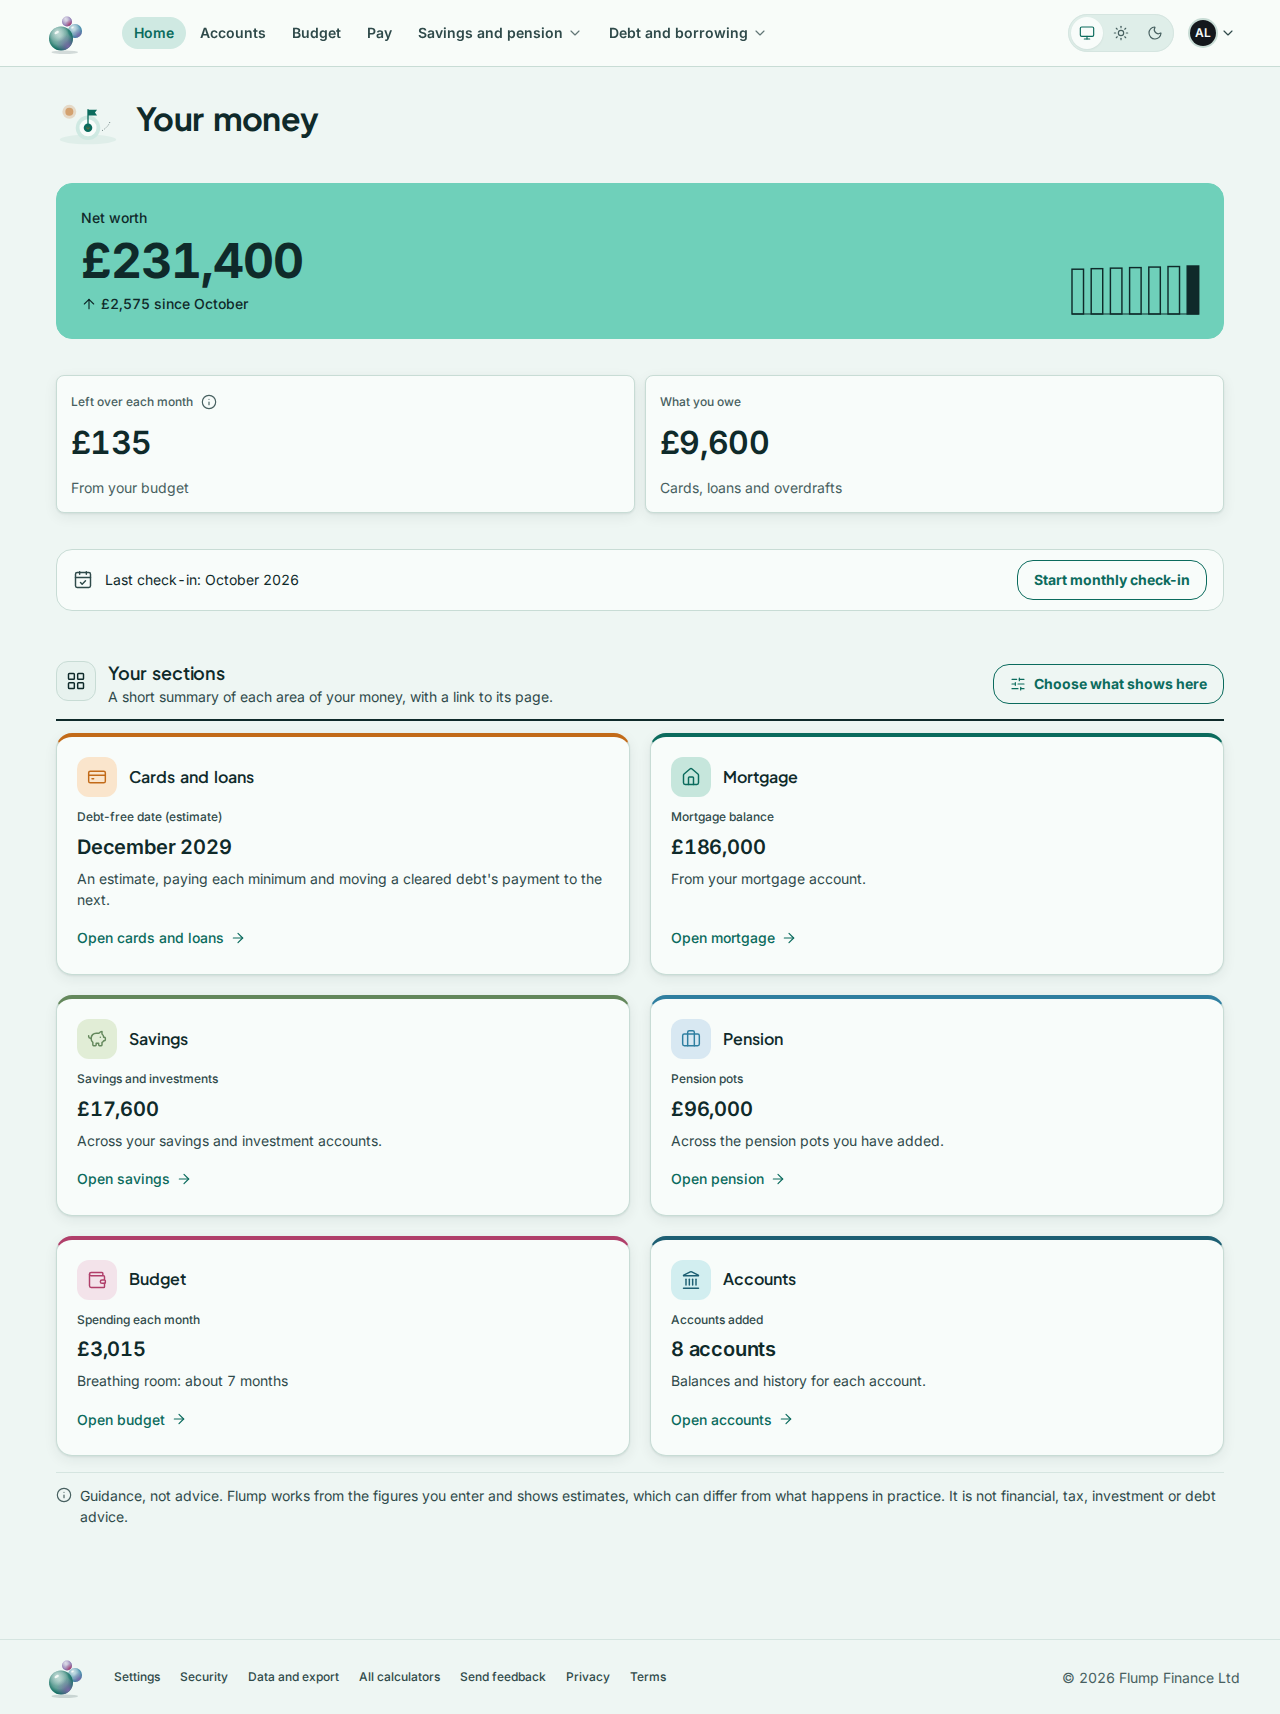 Home Accounts Budget Pay Savings and pension Debt and borrowing AL
Your money
Net worth
£231,400
↑ £2,575 since October
Left over each month
£135
From your budget
What you owe
£9,600
Cards, loans and overdrafts
Last check-in: October 2026
Start monthly check-in
Your sections
A short summary of each area of your money, with a link to its page.
Choose what shows here
Cards and loans
Debt-free date (estimate)
December 2029
An estimate, paying each minimum and moving a cleared debt's payment to the
next.
Open cards and loans →
Mortgage
Mortgage balance
£186,000
From your mortgage account.
Open mortgage →
Savings
Savings and investments
£17,600
Across your savings and investment accounts.
Open savings →
Pension
Pension pots
£96,000
Across the pension pots you have added.
Open pension →
Budget
Spending each month
£3,015
Breathing room: about 7 months
Open budget →
Accounts
Accounts added
8 accounts
Balances and history for each account.
Open accounts →
Guidance, not advice. Flump works from the figures you enter and shows estimates, which can differ from what happens in practice. It is not financial, tax, investment or debt
advice.
Settings Security Data and export All calculators Send feedback Privacy Terms
© 2026 Flump Finance Ltd